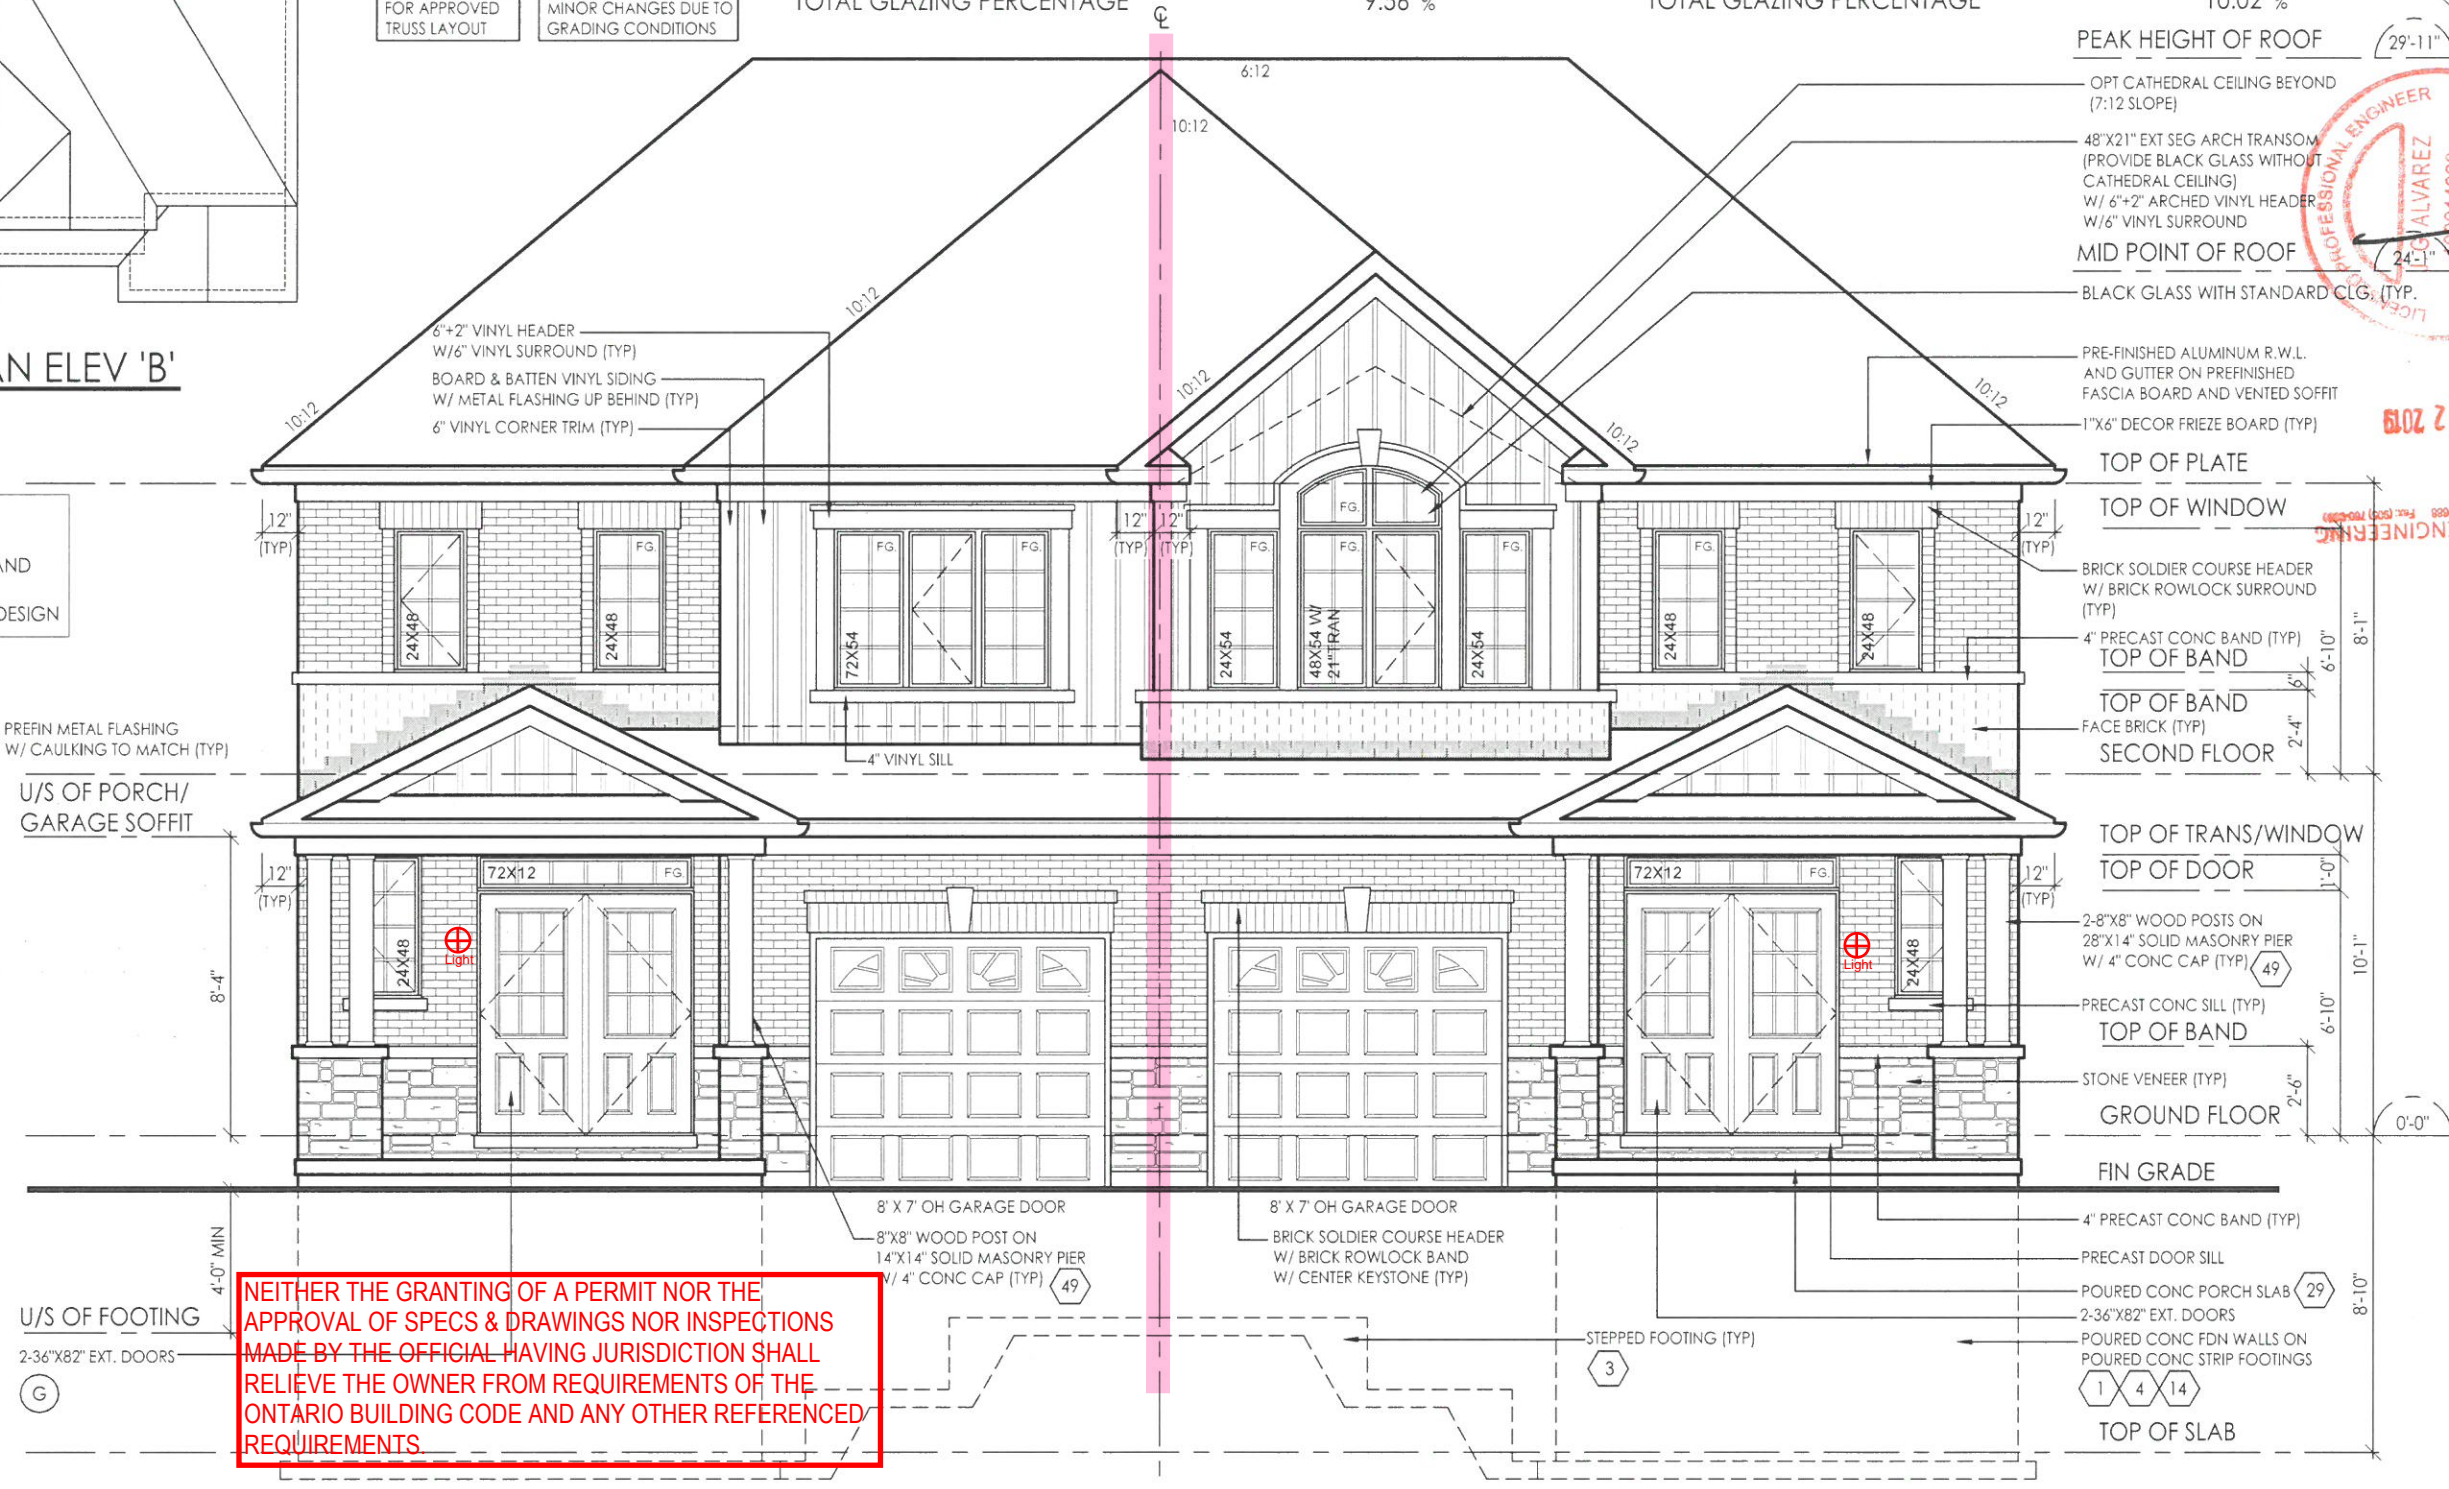 FOR APPROVED
TRUSS LAYOUT
MINOR CHANGES DUE TO
GRADING CONDITIONS
TOTAL GLAZING PERCENTAGE
9.56 %
TOTAL GLAZING PERCENTAGE
10.02 %
PEAK HEIGHT OF ROOF
29'-11"
6:12
10:12
OPT CATHEDRAL CEILING BEYOND
(7:12 SLOPE)
48"X21" EXT SEG ARCH TRANSOM
(PROVIDE BLACK GLASS WITHOUT
CATHEDRAL CEILING)
W/ 6"+2" ARCHED VINYL HEADER
W/6" VINYL SURROUND
MID POINT OF ROOF
24'-1"
BLACK GLASS WITH STANDARD CLG. (TYP.
LICENSED PROFESSIONAL ENGINEER
J.G. ALVAREZ
AN ELEV 'B'
10:12
10:12
10:12
10:12
10:12
6"+2" VINYL HEADER
W/6" VINYL SURROUND (TYP)
BOARD & BATTEN VINYL SIDING
W/ METAL FLASHING UP BEHIND (TYP)
6" VINYL CORNER TRIM (TYP)
PRE-FINISHED ALUMINUM R.W.L.
AND GUTTER ON PREFINISHED
FASCIA BOARD AND VENTED SOFFIT
1"X6" DECOR FRIEZE BOARD (TYP)
2 2019
TOP OF PLATE
TOP OF WINDOW
ENGINEERING
AND
DESIGN
12"
(TYP)
12"
(TYP)
12"
(TYP)
12"
(TYP)
FG.
FG.
FG.
FG.
FG.
FG.
FG.
FG.
24X48
24X48
72X54
24X54
48X54 W/
21"TRAN
24X54
24X48
24X48
BRICK SOLDIER COURSE HEADER
W/ BRICK ROWLOCK SURROUND
(TYP)
4" PRECAST CONC BAND (TYP)
TOP OF BAND
TOP OF BAND
FACE BRICK (TYP)
SECOND FLOOR
6"
2'-4"
6'-10"
8'-1"
PREFIN METAL FLASHING
W/ CAULKING TO MATCH (TYP)
4" VINYL SILL
U/S OF PORCH/
GARAGE SOFFIT
TOP OF TRANS/WINDOW
TOP OF DOOR
1'-0"
12"
(TYP)
12"
(TYP)
72X12
FG.
72X12
FG.
24X48
24X48
Light
Light
8'-4"
2-8"X8" WOOD POSTS ON
28"X14" SOLID MASONRY PIER
W/ 4" CONC CAP (TYP)
49
PRECAST CONC SILL (TYP)
TOP OF BAND
STONE VENEER (TYP)
GROUND FLOOR
2'-6"
6'-10"
10'-1"
0'-0"
FIN GRADE
4'-0" MIN
8' X 7' OH GARAGE DOOR
8"X8" WOOD POST ON
14"X14" SOLID MASONRY PIER
W/ 4" CONC CAP (TYP)
49
8' X 7' OH GARAGE DOOR
BRICK SOLDIER COURSE HEADER
W/ BRICK ROWLOCK BAND
W/ CENTER KEYSTONE (TYP)
4" PRECAST CONC BAND (TYP)
PRECAST DOOR SILL
POURED CONC PORCH SLAB
29
2-36"X82" EXT. DOORS
POURED CONC FDN WALLS ON
POURED CONC STRIP FOOTINGS
1
4
14
8'-10"
U/S OF FOOTING
2-36"X82" EXT. DOORS
G
STEPPED FOOTING (TYP)
3
NEITHER THE GRANTING OF A PERMIT NOR THE
APPROVAL OF SPECS & DRAWINGS NOR INSPECTIONS
MADE BY THE OFFICIAL HAVING JURISDICTION SHALL
RELIEVE THE OWNER FROM REQUIREMENTS OF THE
ONTARIO BUILDING CODE AND ANY OTHER REFERENCED
REQUIREMENTS.
TOP OF SLAB